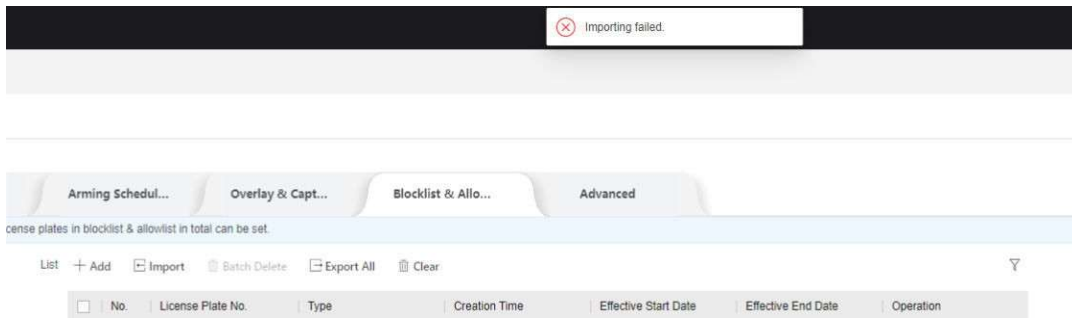 Importing failed.
Arming Schedul... Overlay & Capt... Blocklist & Allo... Advanced
cense plates in blocklist & allowlist in total can be set.
List Add Import Batch Delete Export All Clear
No. License Plate No. Type Creation Time Effective Start Date Effective End Date Operation